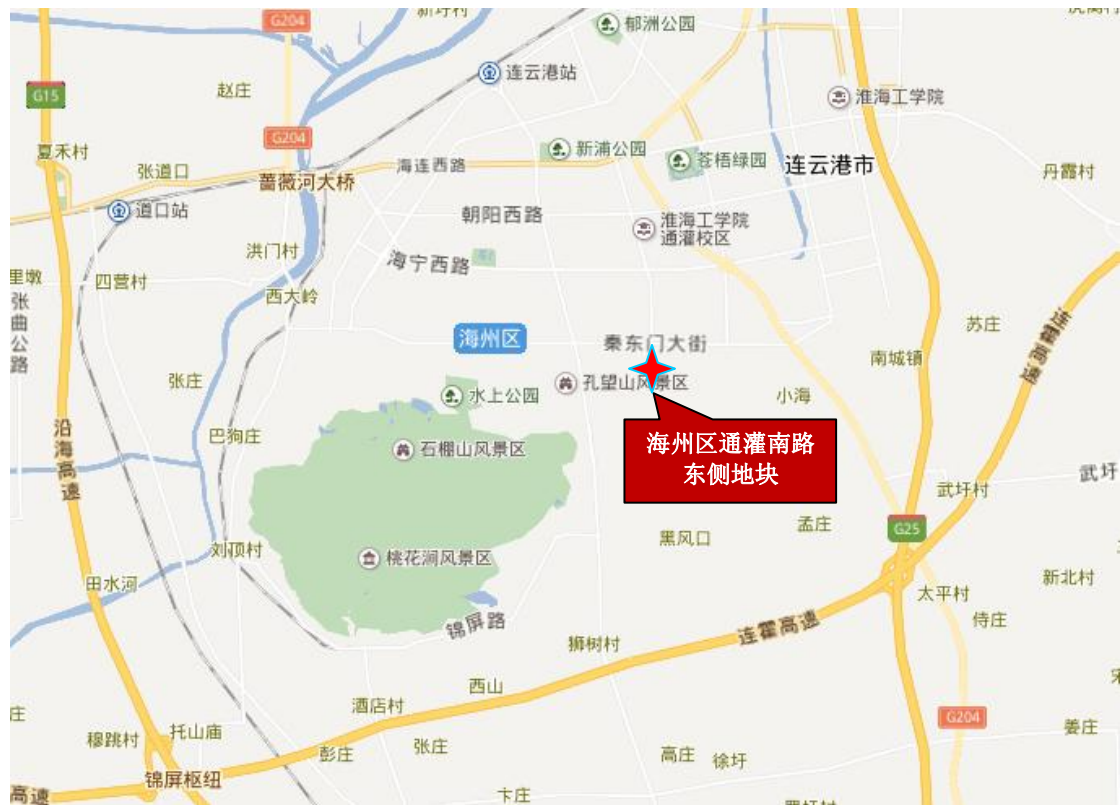 新圩村
G204
郁洲公园
连云港站
G15
赵庄
淮海工学院
G204
夏禾村
张道口
海连西路
新浦公园
苍梧绿园
连云港市
丹霞村
蔷薇河大桥
道口站
朝阳西路
淮海工学院
通灌校区
洪门村
海宁西路
里墩
四营村
西大岭
张曲公路
海州区
秦东门大街
苏庄
连霍高速
南城镇
张庄
水上公园
孔望山风景区
小海
巴狗庄
石棚山风景区
海州区通灌南路
东侧地块
沿海高速
武圩
武圩村
孟庄
G25
黑风口
刘顶村
桃花涧风景区
田水河
新北村
太平村
侍庄
锦屏路
连霍高速
狮树村
西山
酒店村
G204
姜庄
庄
穆跳村
托山庙
彭庄
张庄
高庄
徐圩
锦屏枢纽
高速
卞庄